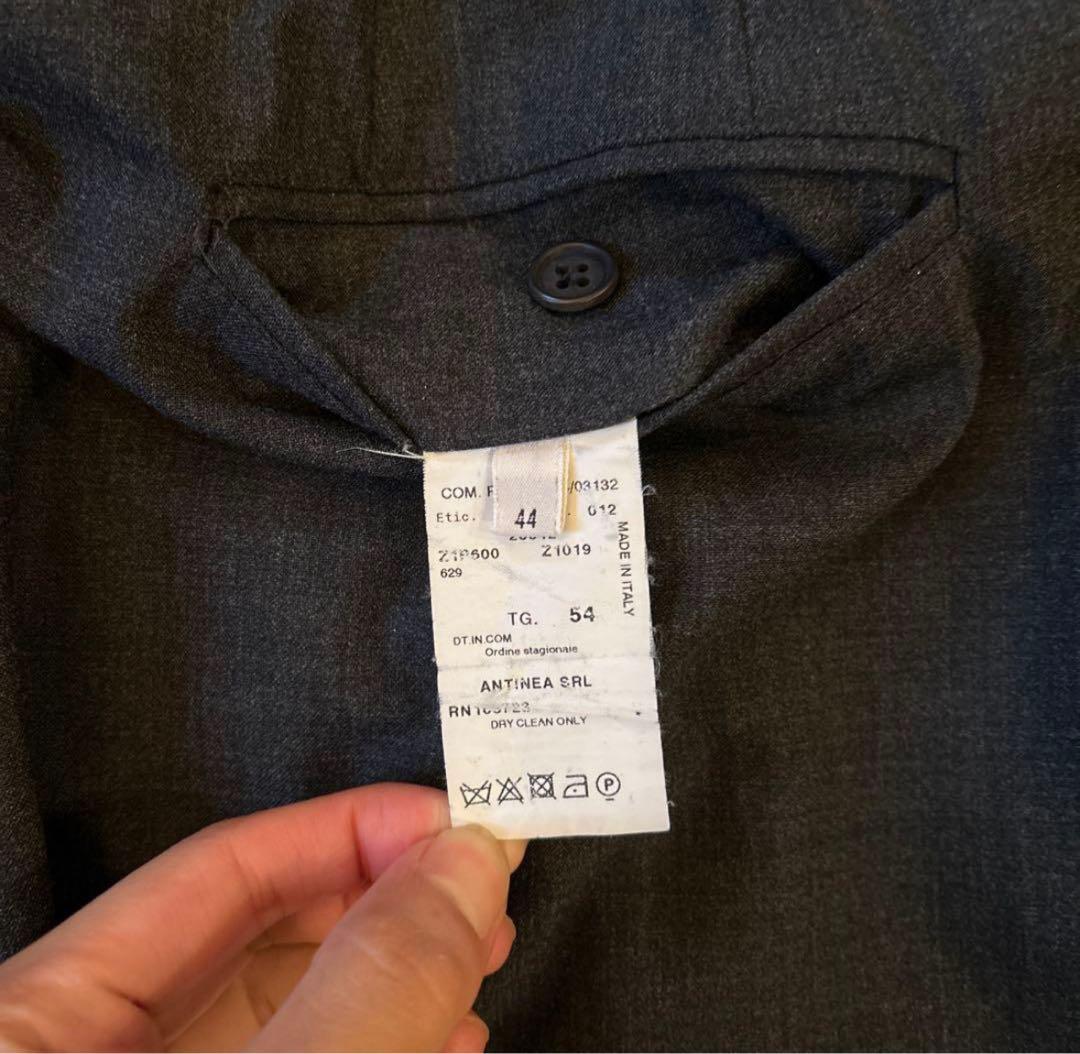 COM. /03132
Etic. 44 012
Z1P600 Z1019
629
MADE IN ITALY
TG. 54
DT.IN.COM
Ordine stagionale
ANTINEA SRL
DRY CLEAN ONLY
P